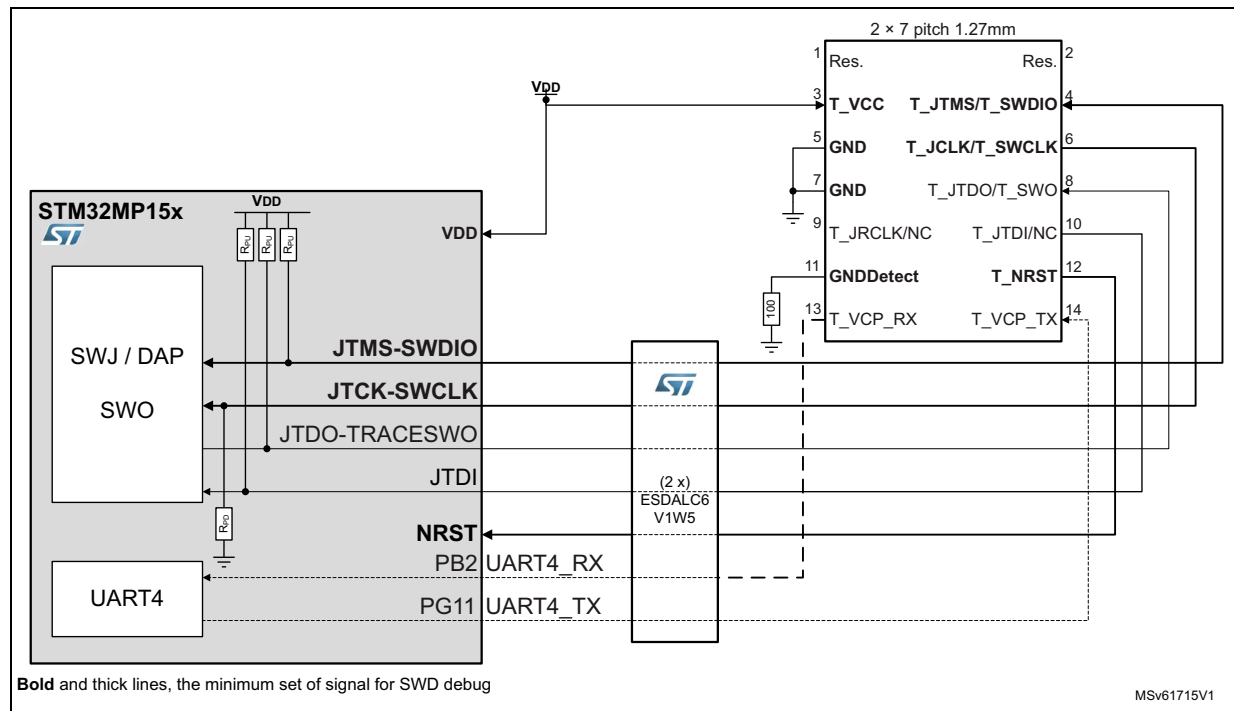 2 × 7 pitch 1.27mm
1 Res. Res. 2
VDD
3 T_VCC T_JTMS/T_SWDIO 4
5 GND T_JCLK/T_SWCLK 6
7 GND T_JTDO/T_SWO 8
9 T_JRCLK/NC T_JTDI/NC 10
11 GNDDetect T_NRST 12
100
13 T_VCP_RX T_VCP_TX 14
STM32MP15x
ST
VDD
VDD
RPU RPU RPU
SWJ / DAP
SWO
JTMS-SWDIO
JTCK-SWCLK
JTDO-TRACESWO
JTDI
RPD
NRST
PB2 UART4_RX
PG11 UART4_TX
UART4
ST
(2 x)
ESDALC6
V1W5
Bold and thick lines, the minimum set of signal for SWD debug
MSv61715V1